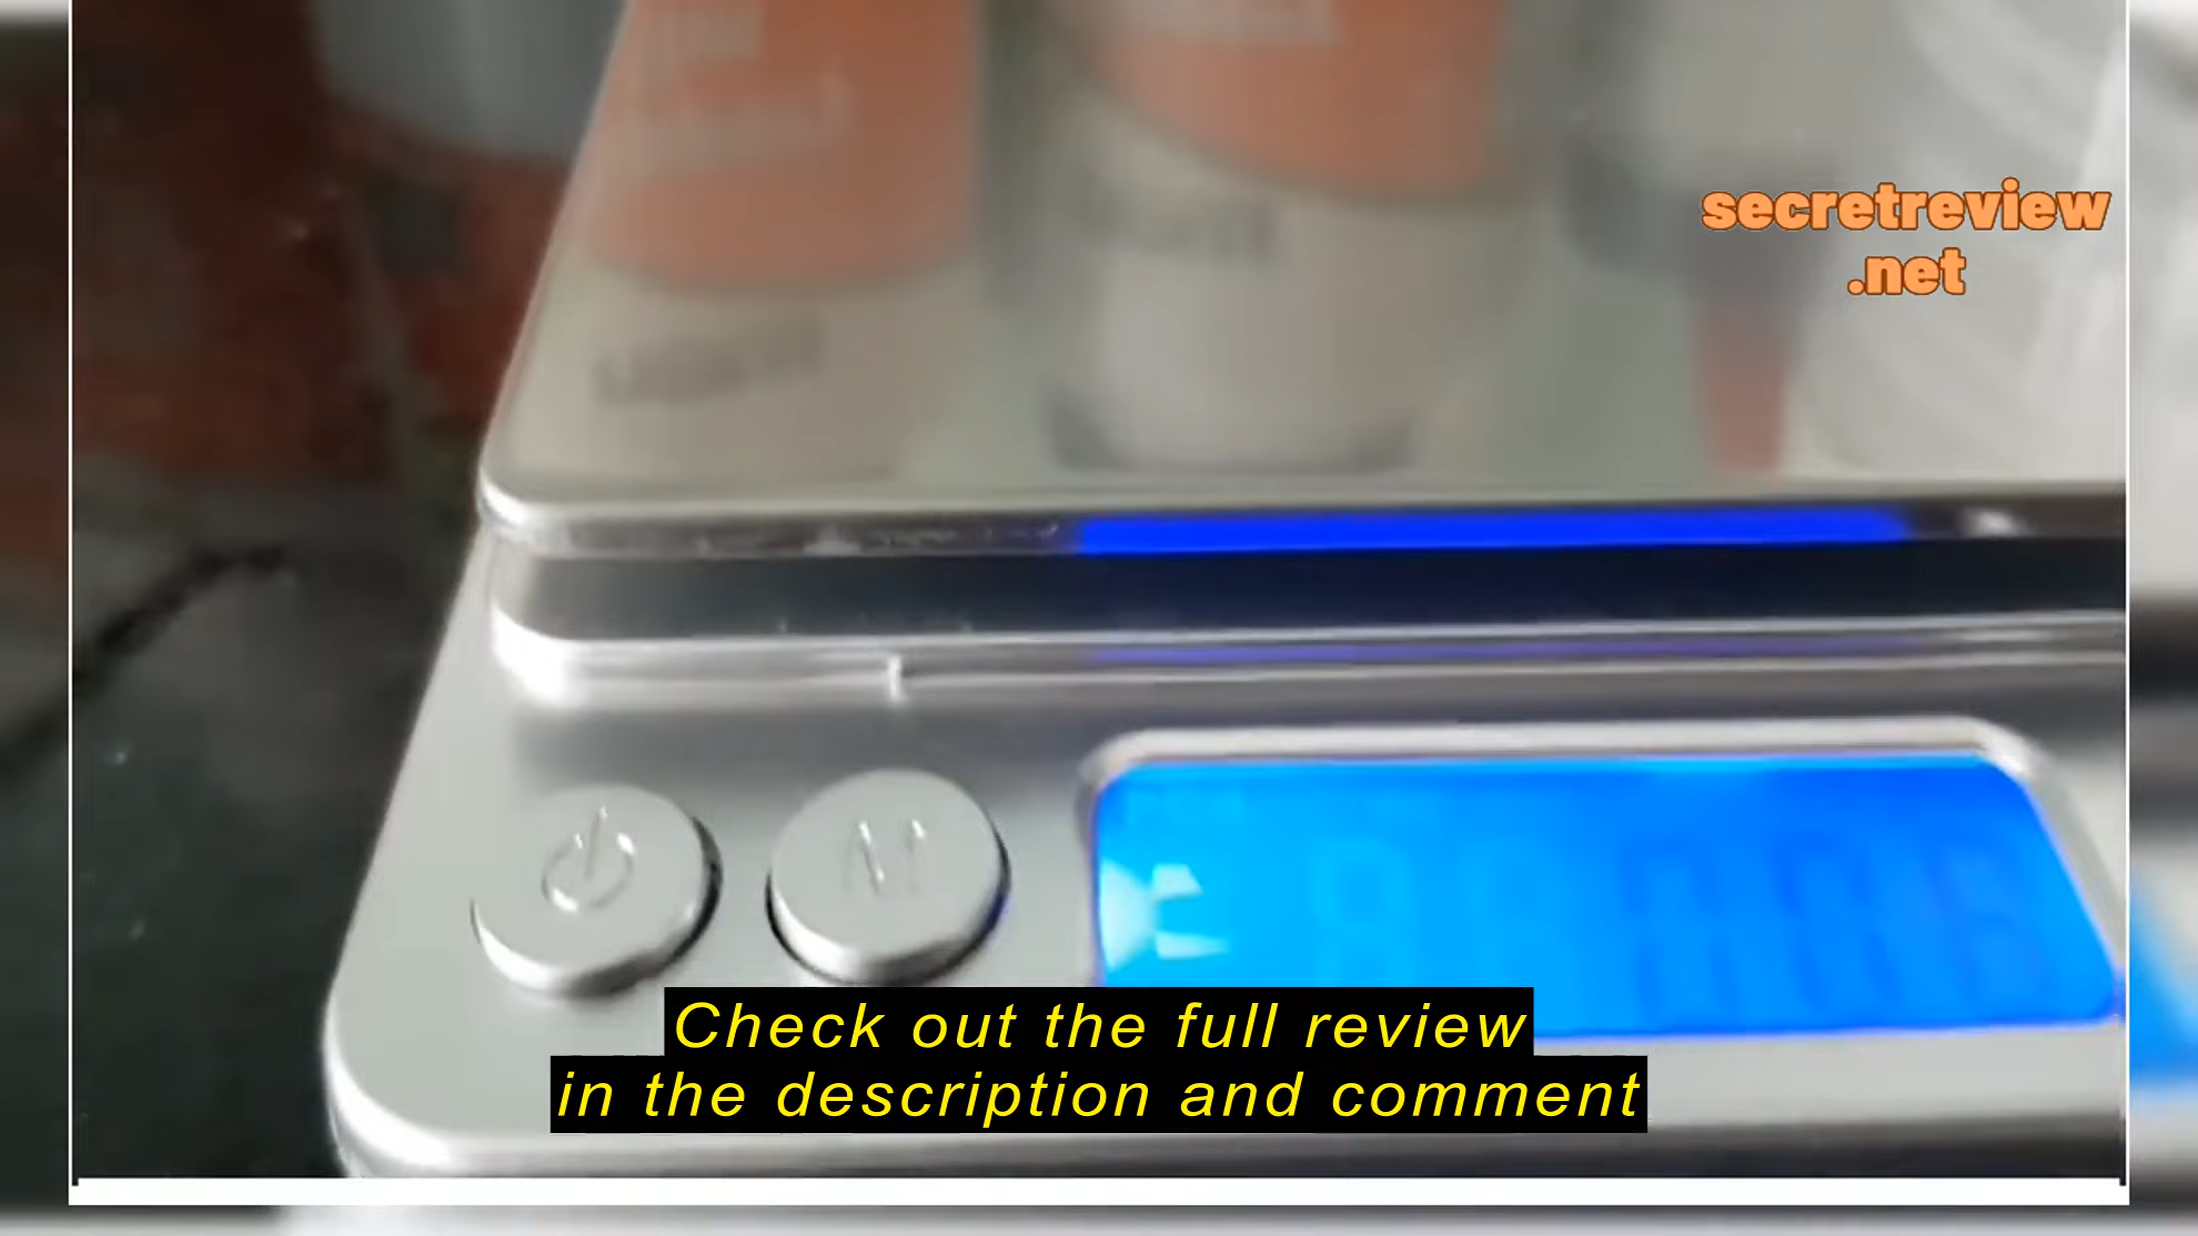 secretreview
.net
M
Check out the full review
in the description and comment